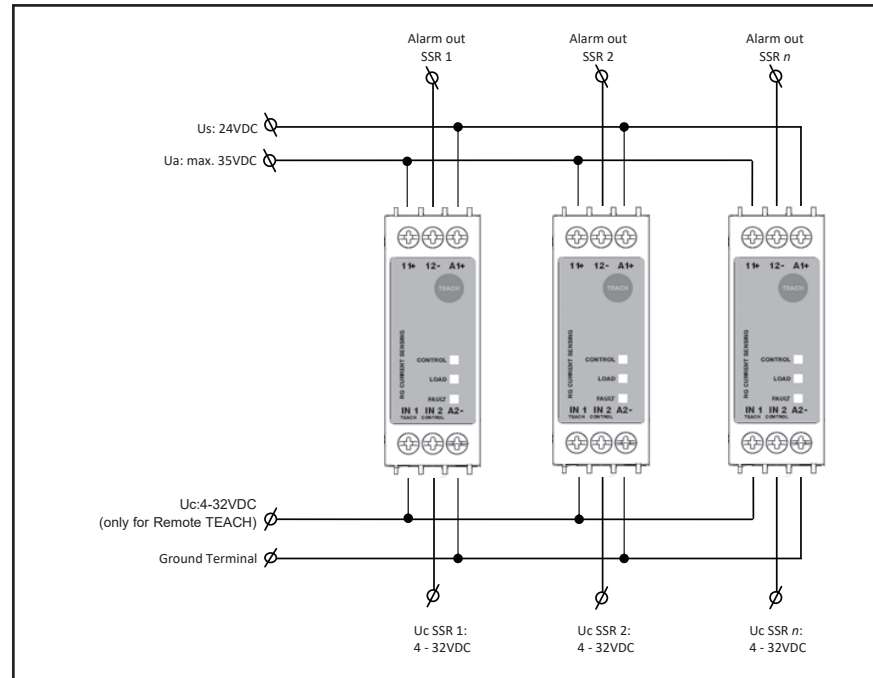 Alarm out
SSR 1
Alarm out
SSR 2
Alarm out
SSR n
Us: 24VDC
Ua: max. 35VDC
11+ 12- A1+
TEACH
RG CURRENT SENSING
CONTROL
LOAD
FAULT
IN 1 IN 2 A2-
TEACH CONTROL
11+ 12- A1+
TEACH
RG CURRENT SENSING
CONTROL
LOAD
FAULT
IN 1 IN 2 A2-
TEACH CONTROL
11+ 12- A1+
TEACH
RG CURRENT SENSING
CONTROL
LOAD
FAULT
IN 1 IN 2 A2-
TEACH CONTROL
Uc:4-32VDC
(only for Remote TEACH)
Ground Terminal
Uc SSR 1:
4 - 32VDC
Uc SSR 2:
4 - 32VDC
Uc SSR n:
4 - 32VDC